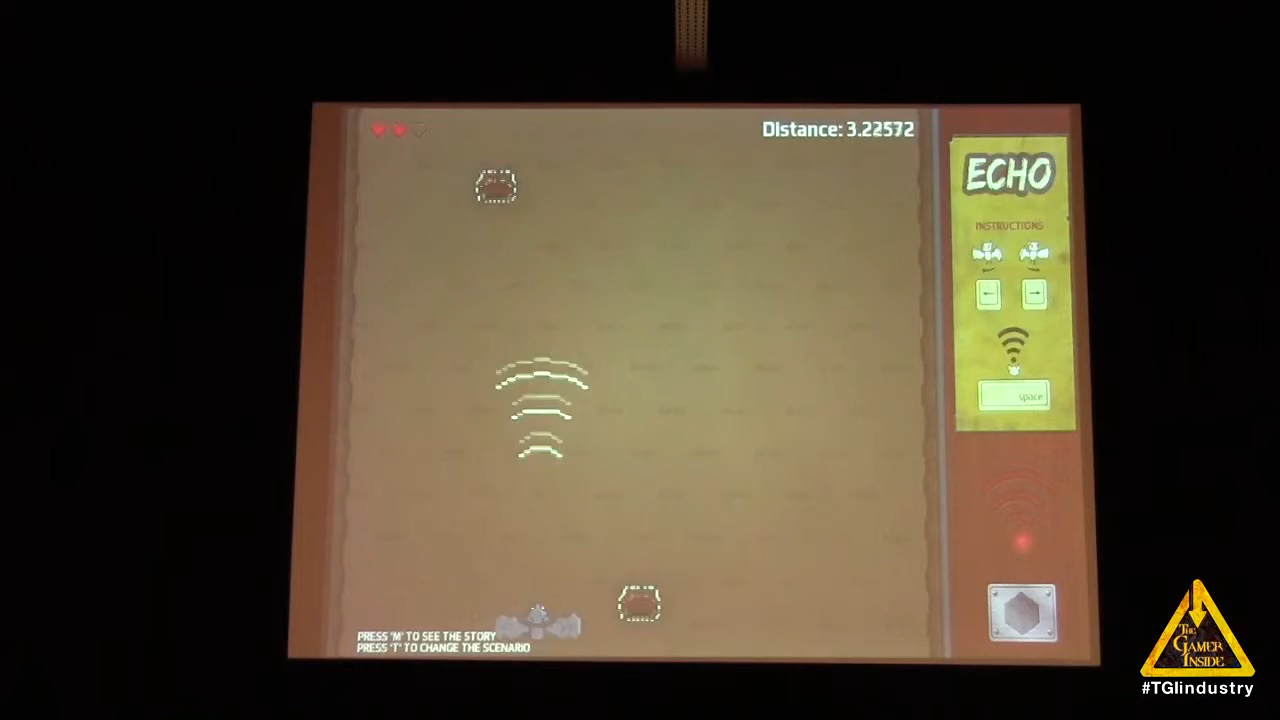 Distance: 3.22572
ECHO
INSTRUCTIONS
←
→
space
PRESS 'M' TO SEE THE STORY
PRESS 'T' TO CHANGE THE SCENARIO
THE
GAMER
INSIDE
#TGIindustry